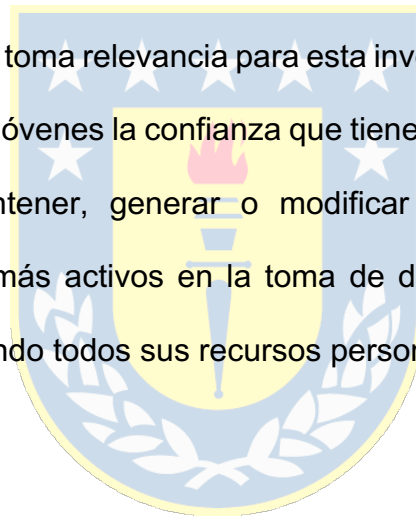 toma relevancia para esta inv
óvenes la confianza que tiene
ntener, generar o modificar
más activos en la toma de d
ndo todos sus recursos person